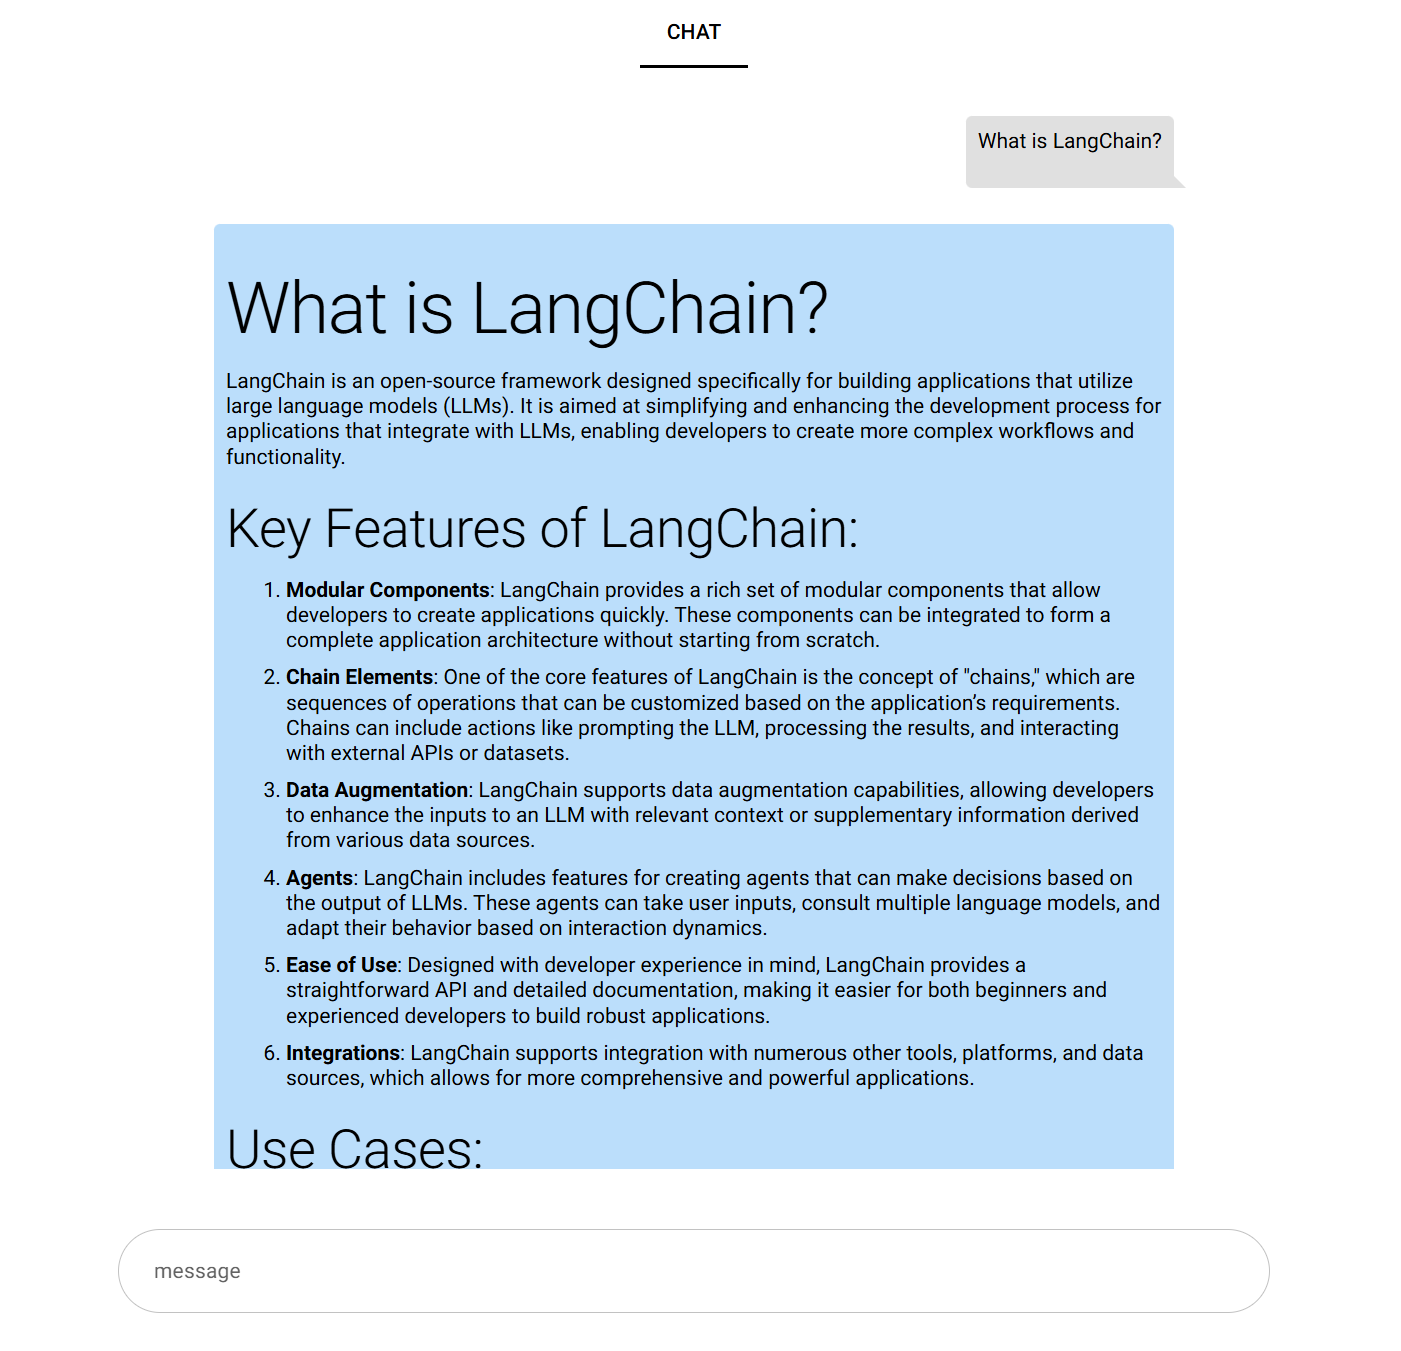 CHAT
What is LangChain?
What is LangChain?
LangChain is an open-source framework designed specifically for building applications that utilize
large language models (LLMs). It is aimed at simplifying and enhancing the development process for
applications that integrate with LLMs, enabling developers to create more complex workflows and
functionality.
Key Features of LangChain:
1. Modular Components: LangChain provides a rich set of modular components that allow
developers to create applications quickly. These components can be integrated to form a
complete application architecture without starting from scratch.
2. Chain Elements: One of the core features of LangChain is the concept of "chains," which are
sequences of operations that can be customized based on the application’s requirements.
Chains can include actions like prompting the LLM, processing the results, and interacting
with external APIs or datasets.
3. Data Augmentation: LangChain supports data augmentation capabilities, allowing developers
to enhance the inputs to an LLM with relevant context or supplementary information derived
from various data sources.
4. Agents: LangChain includes features for creating agents that can make decisions based on
the output of LLMs. These agents can take user inputs, consult multiple language models, and
adapt their behavior based on interaction dynamics.
5. Ease of Use: Designed with developer experience in mind, LangChain provides a
straightforward API and detailed documentation, making it easier for both beginners and
experienced developers to build robust applications.
6. Integrations: LangChain supports integration with numerous other tools, platforms, and data
sources, which allows for more comprehensive and powerful applications.
Use Cases:
message